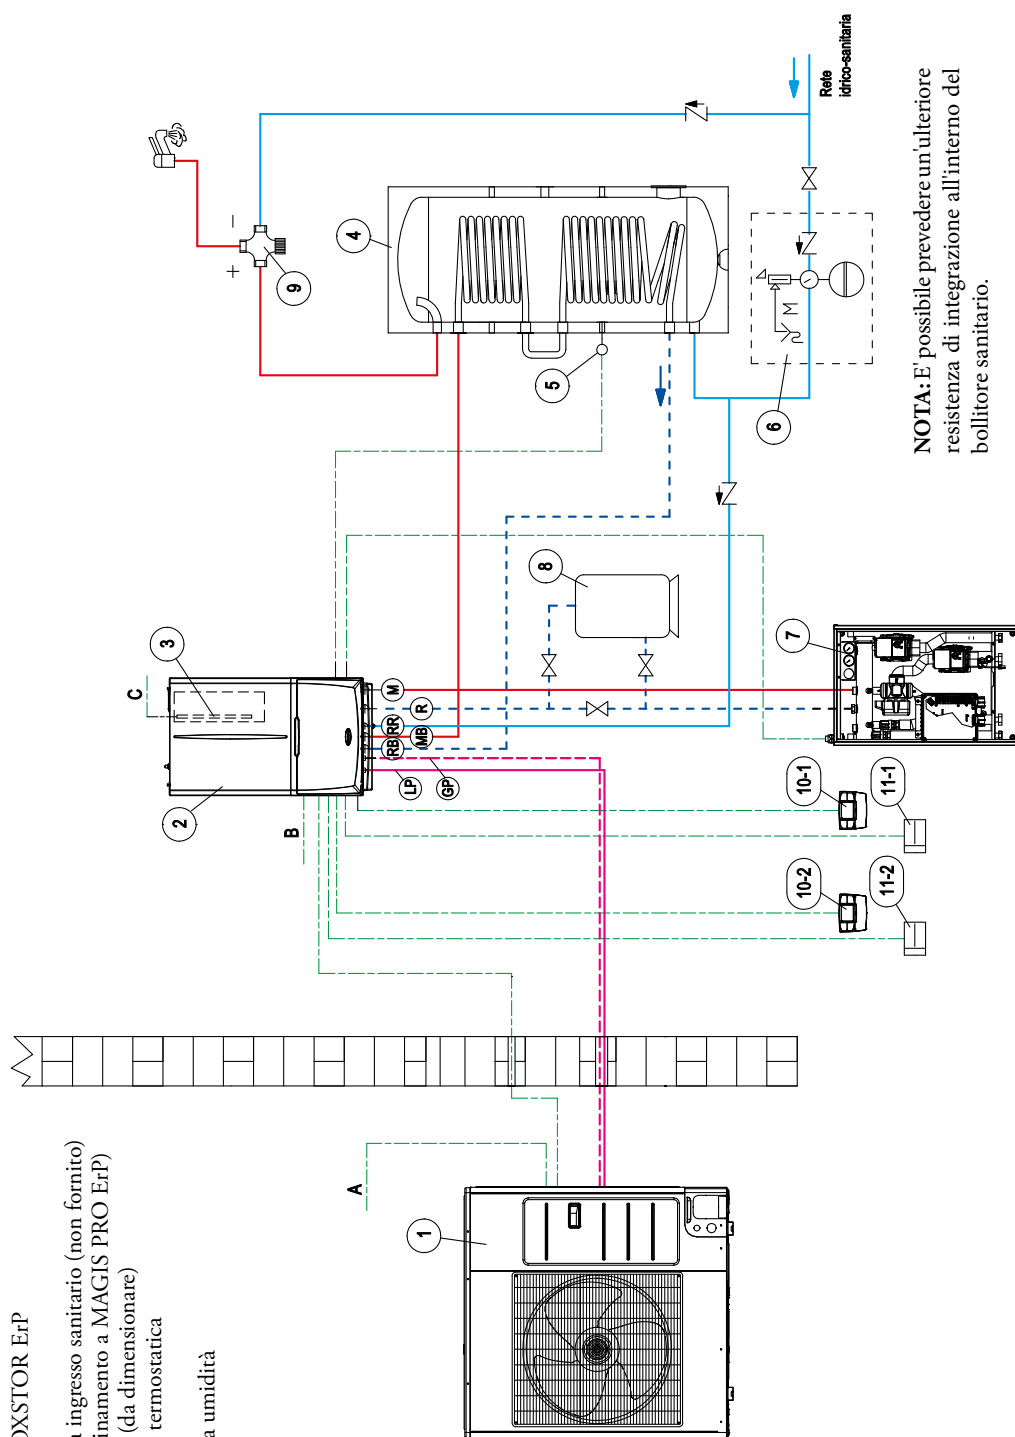 OXSTOR ErP
ingresso sanitario (non fornito)
a MAGIS PRO ErP)
(da dimensionare)
termostatica
umidità
A
B
C
1
2
3
4
5
6
7
8
9
10-1
10-2
11-1
11-2
M
R
RR
MB
RB
LP
GP
+
−
M
Rete
idrico-sanitaria
NOTA: E' possibile prevedere un'ulteriore
resistenza di integrazione all'interno del
bollitore sanitario.